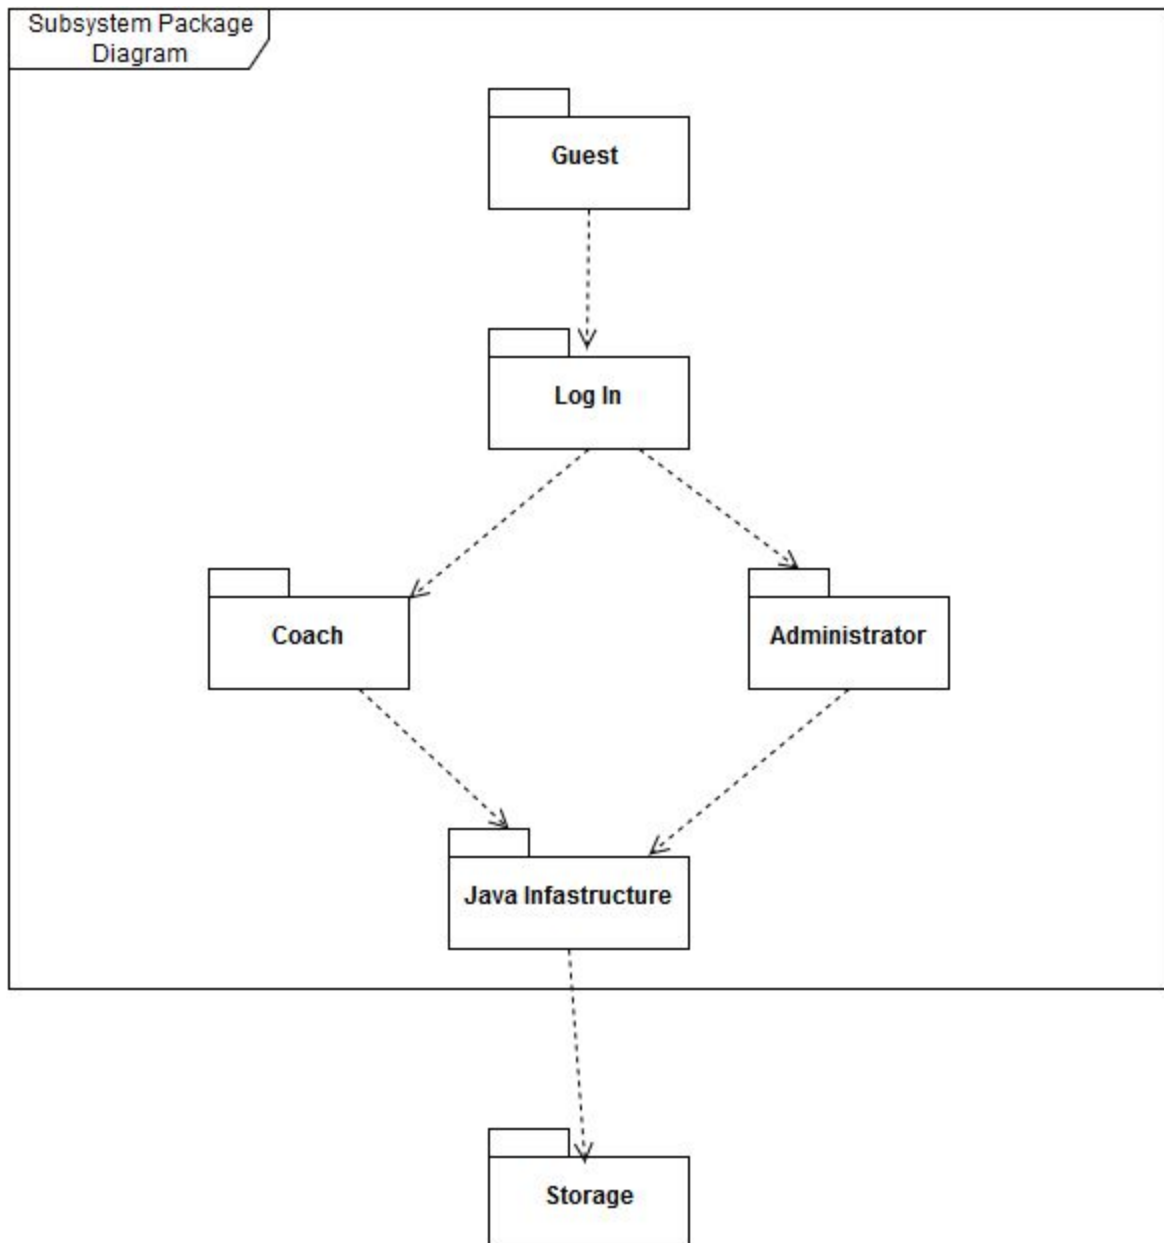 Subsystem Package
Diagram
Guest
Log In
Coach
Administrator
Java Infastructure
Storage